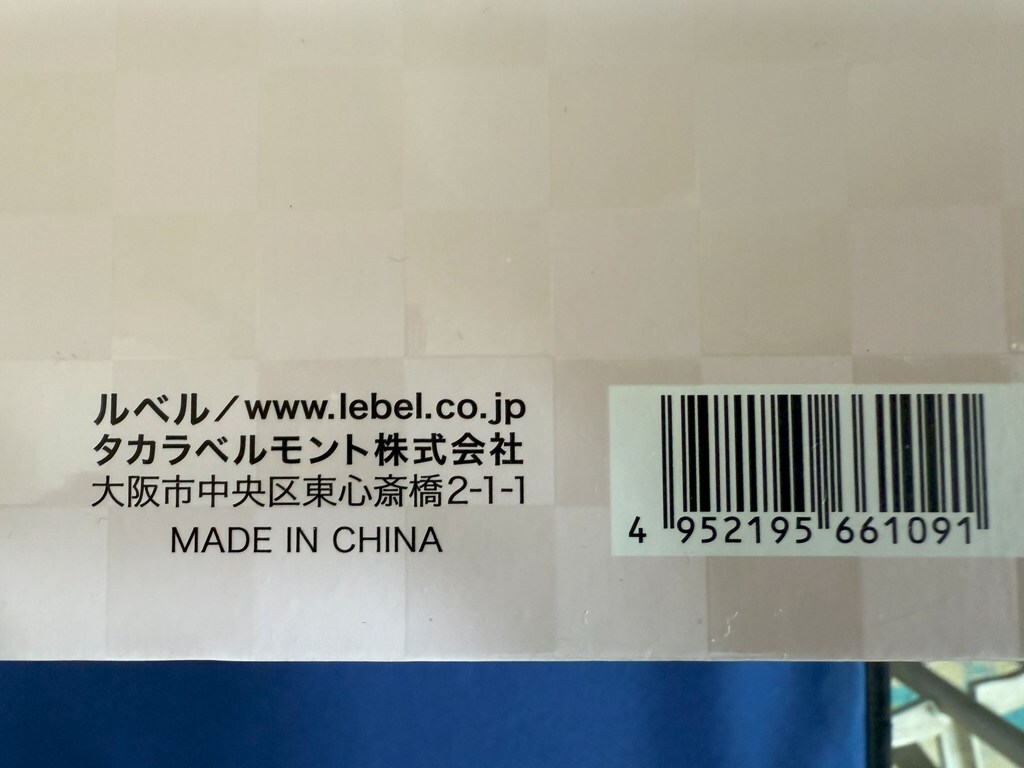 ルベル/www.lebel.co.jp
タカラベルモント株式会社
大阪市中央区東心斎橋2-1-1
MADE IN CHINA
4 952195 661091